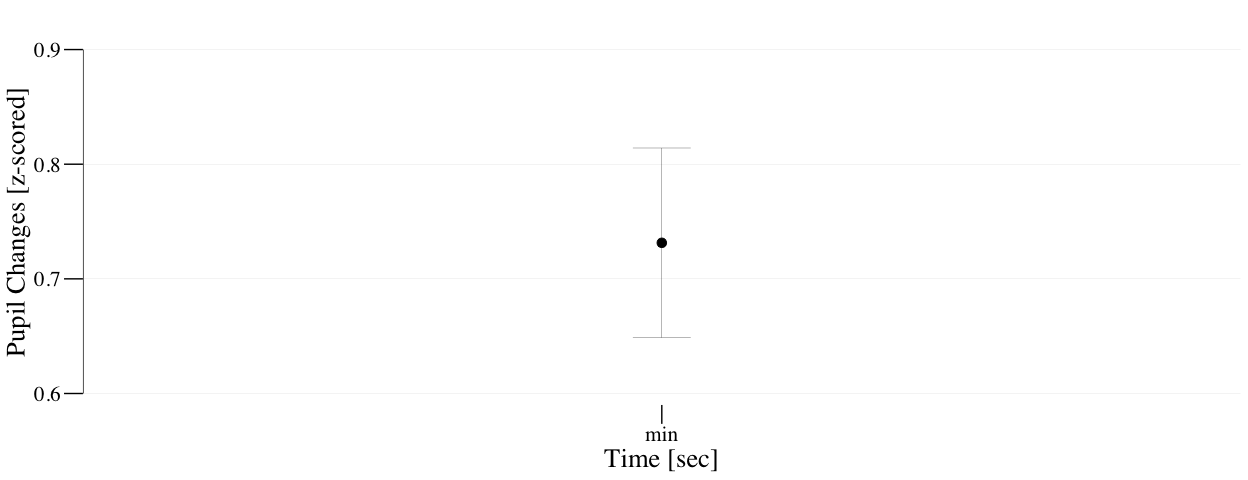 Pupil Changes [z-scored]
0.9
0.8
0.7
0.6
min
Time [sec]